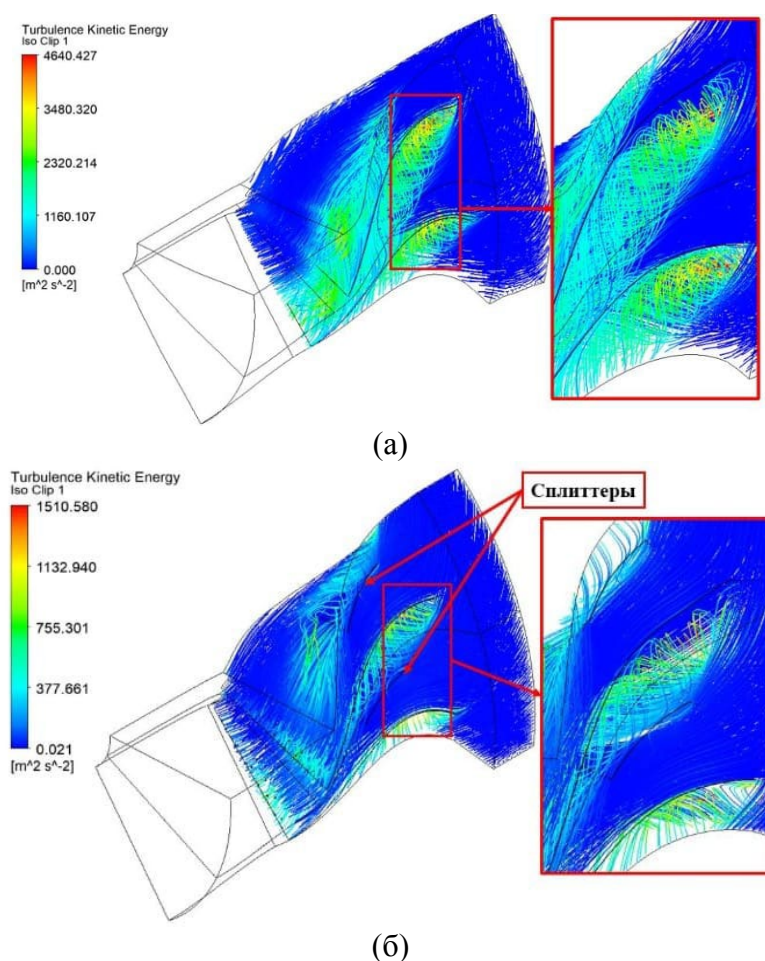 Turbulence Kinetic Energy
Iso Clip 1
4640.427
3480.320
2320.214
1160.107
0.000
[m^2 s^-2]
(а)
Turbulence Kinetic Energy
Iso Clip 1
1510.580
1132.940
755.301
377.661
0.021
[m^2 s^-2]
Сплиттеры
(б)